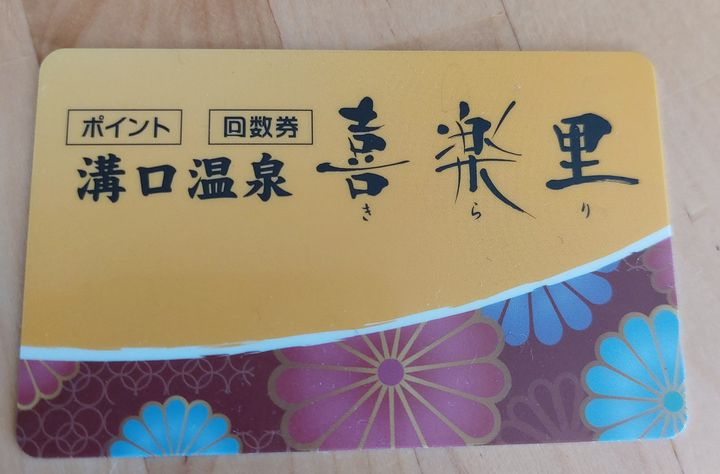 ポイント 回数券
溝口温泉 喜楽里
きらり